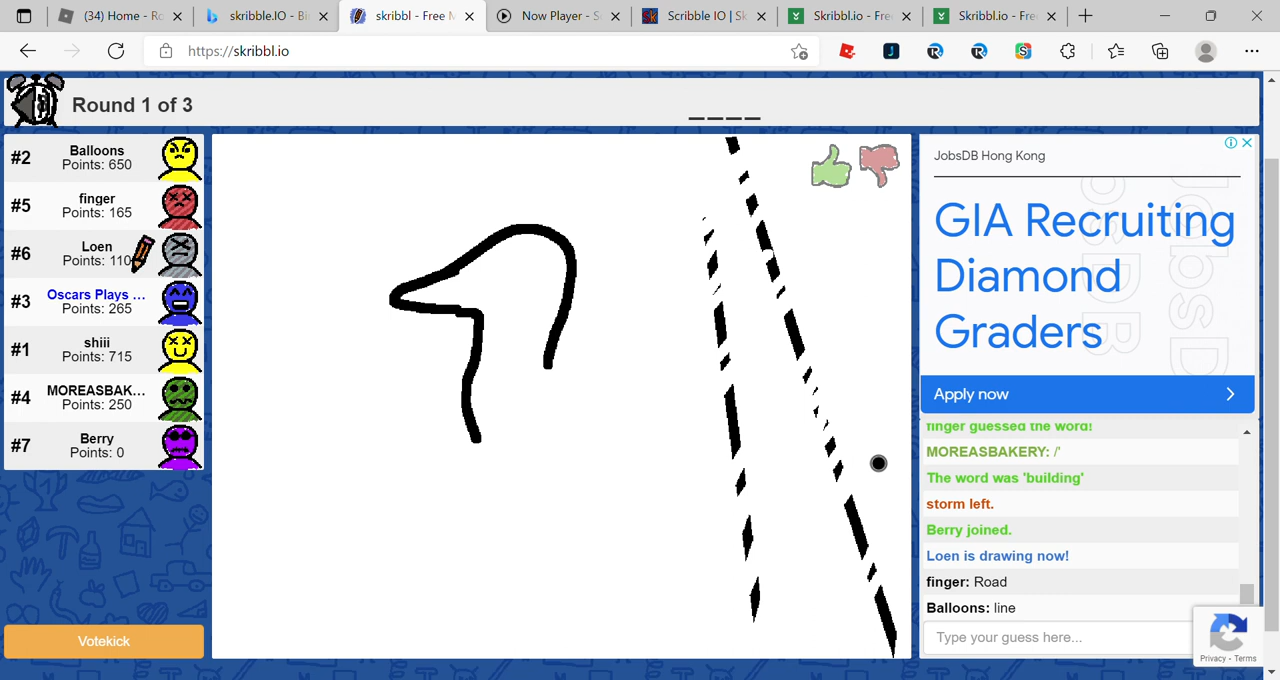 (34) Home - Ro
skribble.IO - Bin
skribbl - Free M
Now Player - S
Scribble IO | Sk
Skribbl.io - Free
Skribbl.io - Free
https://skribbl.io
Round 1 of 3
____
#2 Balloons
Points: 650
#5 finger
Points: 165
#6 Loen
Points: 110
#3 Oscars Plays ...
Points: 265
#1 shiii
Points: 715
#4 MOREASBAK...
Points: 250
#7 Berry
Points: 0
Votekick
JobsDB Hong Kong
GIA Recruiting
Diamond
Graders
Apply now
finger guessed the word!
MOREASBAKERY: /'
The word was 'building'
storm left.
Berry joined.
Loen is drawing now!
finger: Road
Balloons: line
Type your guess here...
Privacy - Terms